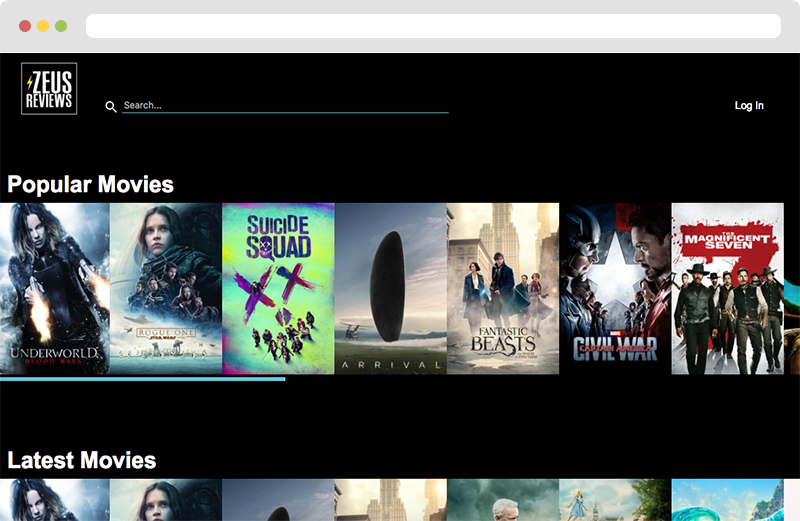 ZEUS
REVIEWS
Search...
Log In
Popular Movies
UNDERWORLD
BLOOD WARS
ROGUE ONE
STAR WARS
SUICIDE
SQUAD
ARRIVAL
FANTASTIC
BEASTS
MARVEL
CAPTAIN AMERICA
CIVIL WAR
THE
MAGNIFICENT
SEVEN
Latest Movies